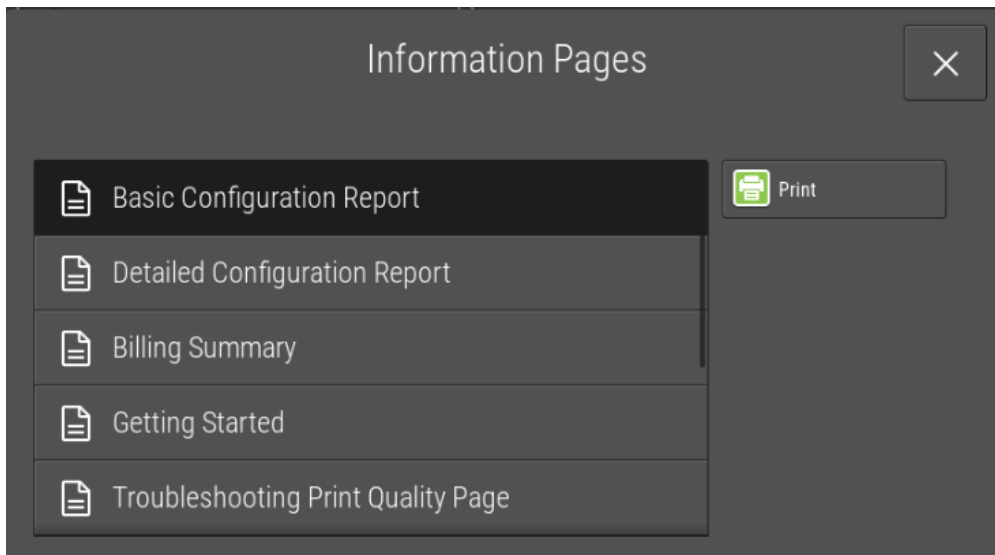 Information Pages
Basic Configuration Report
Print
Detailed Configuration Report
Billing Summary
Getting Started
Troubleshooting Print Quality Page